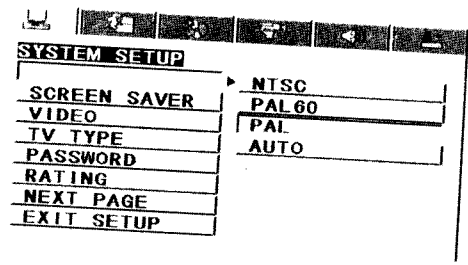 SYSTEM SETUP
SCREEN SAVER
VIDEO
TV TYPE
PASSWORD
RATING
NEXT PAGE
EXIT SETUP
NTSC
PAL60
PAL
AUTO